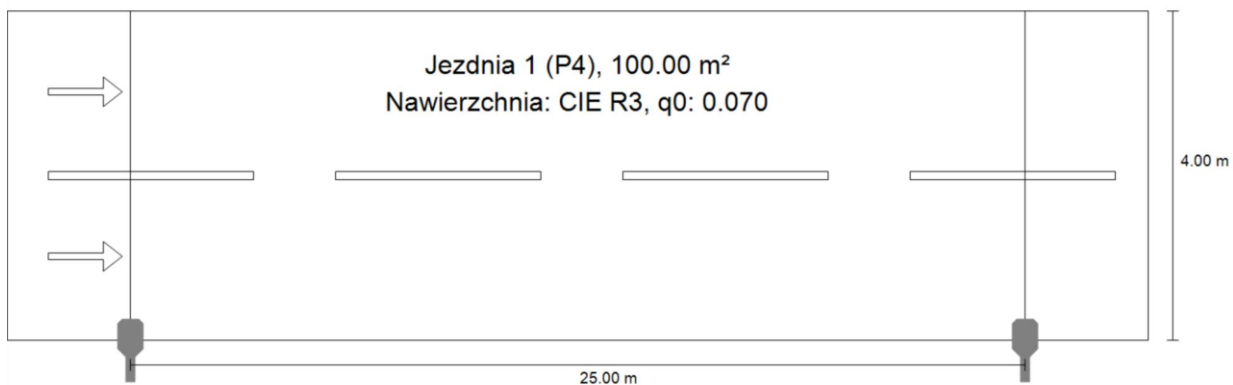 Jezdnia 1 (P4), 100.00 m²
Nawierzchnia: CIE R3, q0: 0.070
4.00 m
25.00 m